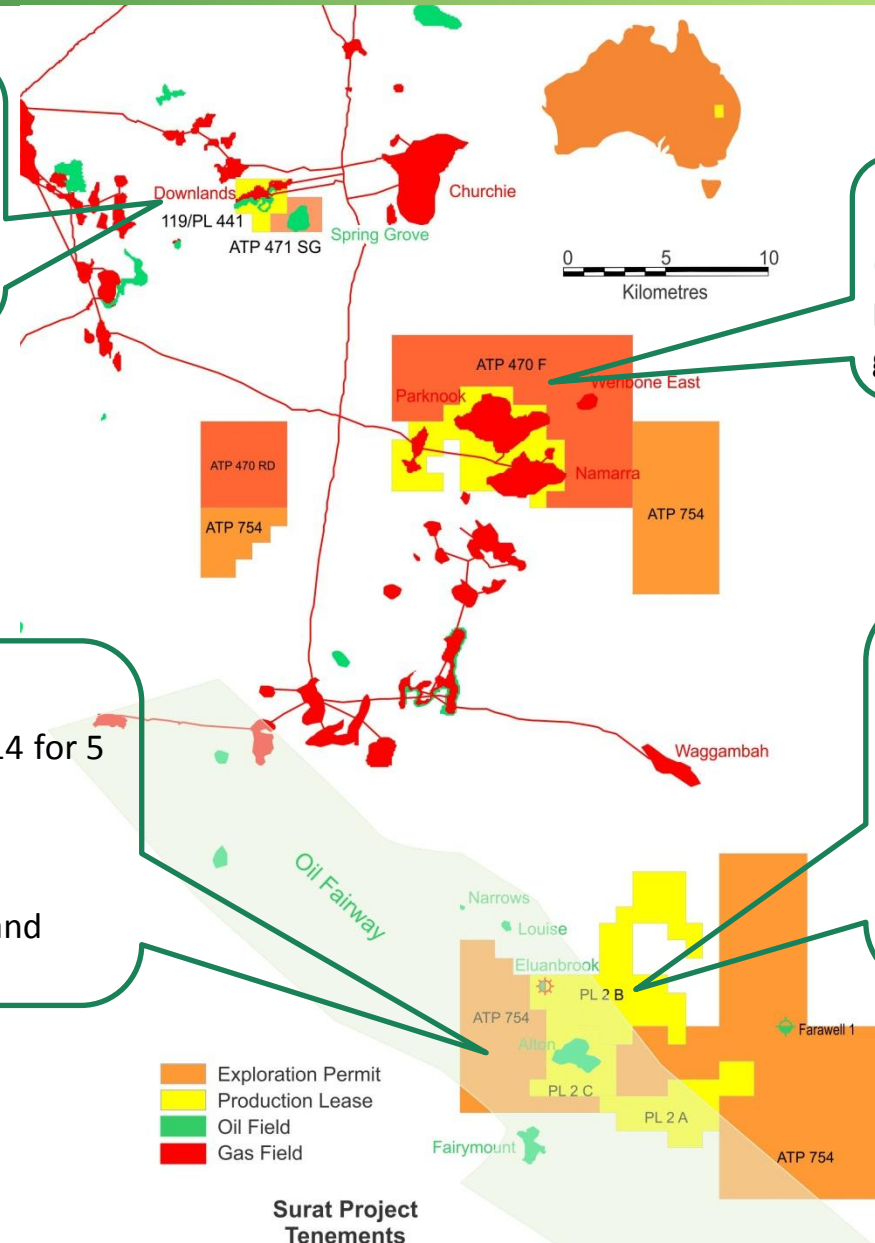 Downlands
Churchie
119/PL 441
Spring Grove
ATP 471 SG
0 5 10
Kilometres
ATP 470 F
Parknook
Weribone East
ATP 470 RD
Namarra
ATP 754
ATP 754
14 for 5
Waggambah
Oil Fairway
Narrows
and
Louise
Eluanbrook
PL 2 B
ATP 754
Farawell 1
Alton
Exploration Permit
Production Lease
PL 2 C
Oil Field
PL 2 A
Gas Field
Fairymount
ATP 754
Surat Project
Tenements